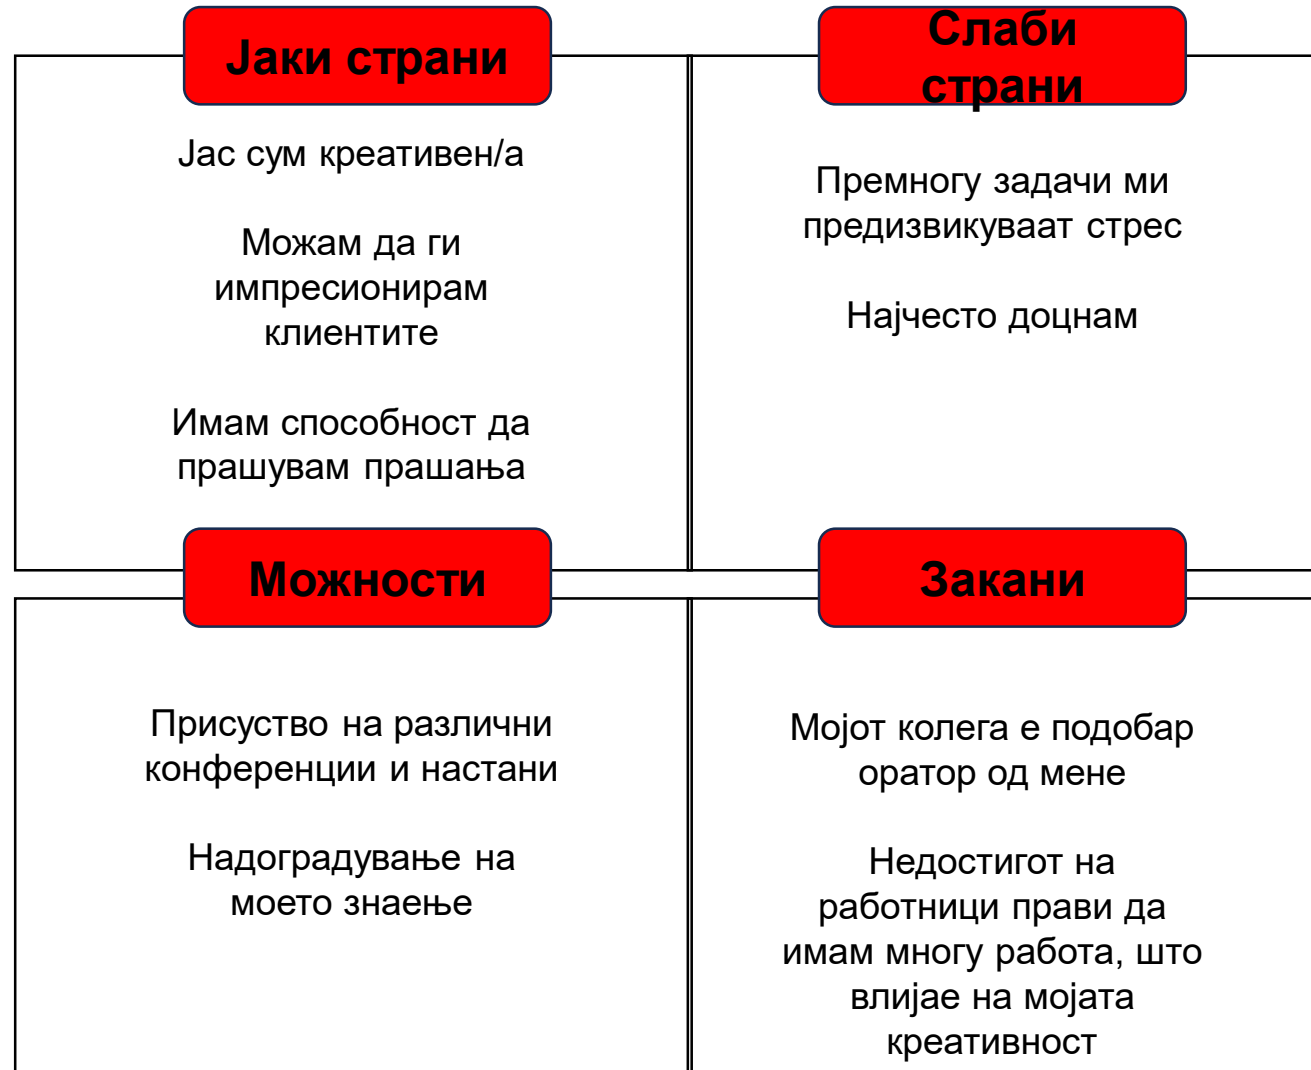 Јаки страни
Јас сум креативен/а
Можам да ги
импресионирам
клиентите
Имам способност да
прашувам прашања
Слаби
страни
Премногу задачи ми
предизвикуваат стрес
Најчесто доцнам
Можности
Присуство на различни
конференции и настани
Надоградување на
моето знаење
Закани
Мојот колега е подобар
оратор од мене
Недостигот на
работници прави да
имам многу работа, што
влијае на мојата
креативност